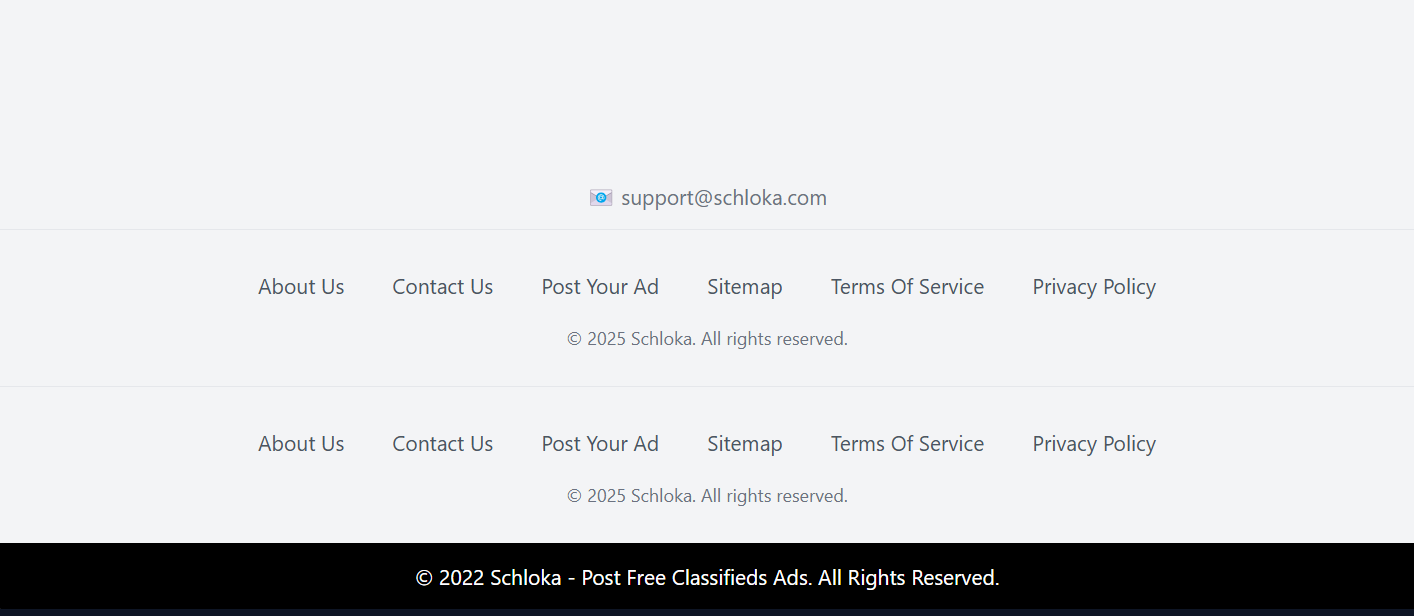 support@schloka.com
About Us Contact Us Post Your Ad Sitemap Terms Of Service Privacy Policy
© 2025 Schloka. All rights reserved.
About Us Contact Us Post Your Ad Sitemap Terms Of Service Privacy Policy
© 2025 Schloka. All rights reserved.
© 2022 Schloka - Post Free Classifieds Ads. All Rights Reserved.